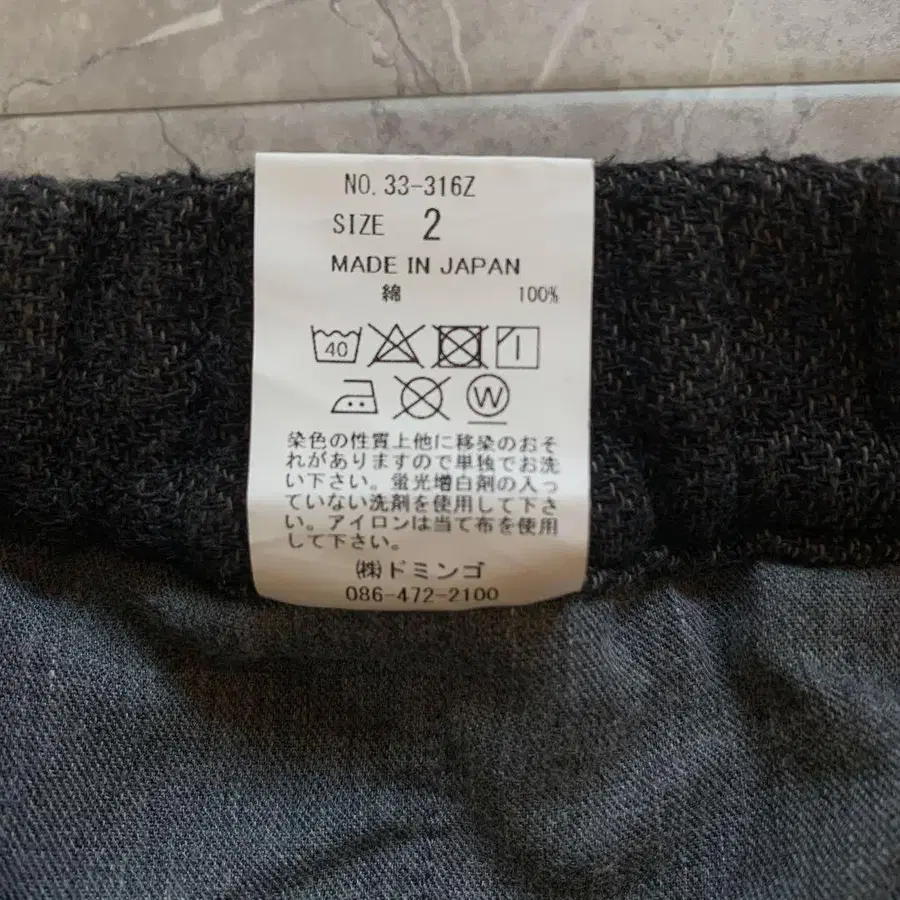 NO. 33-316Z
SIZE 2
MADE IN JAPAN
綿 100%
40
W
染色の性質上他に移染のおそ
れがありますので単独でお洗
い下さい。蛍光増白剤の入っ
ていない洗剤を使用して下さ
い。アイロンは当て布を使用
して下さい。
㈱ドミンゴ
086-472-2100